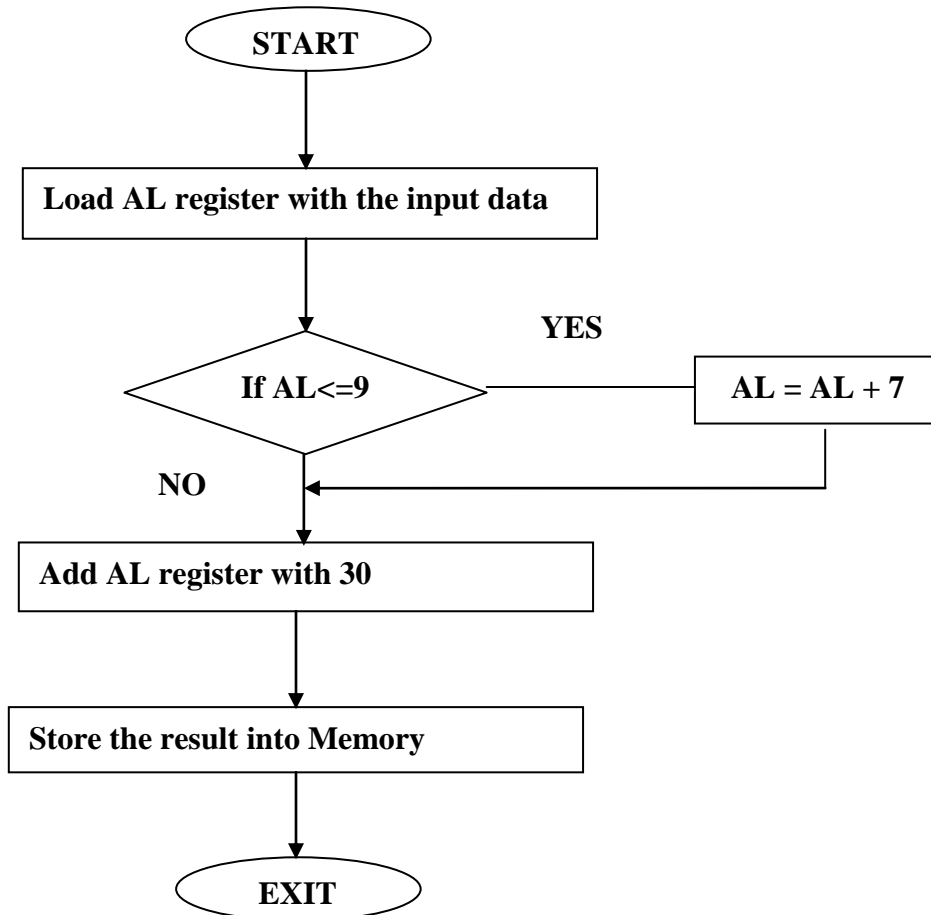 START
Load AL register with the input data
YES
If AL<=9
AL = AL + 7
NO
Add AL register with 30
Store the result into Memory
EXIT